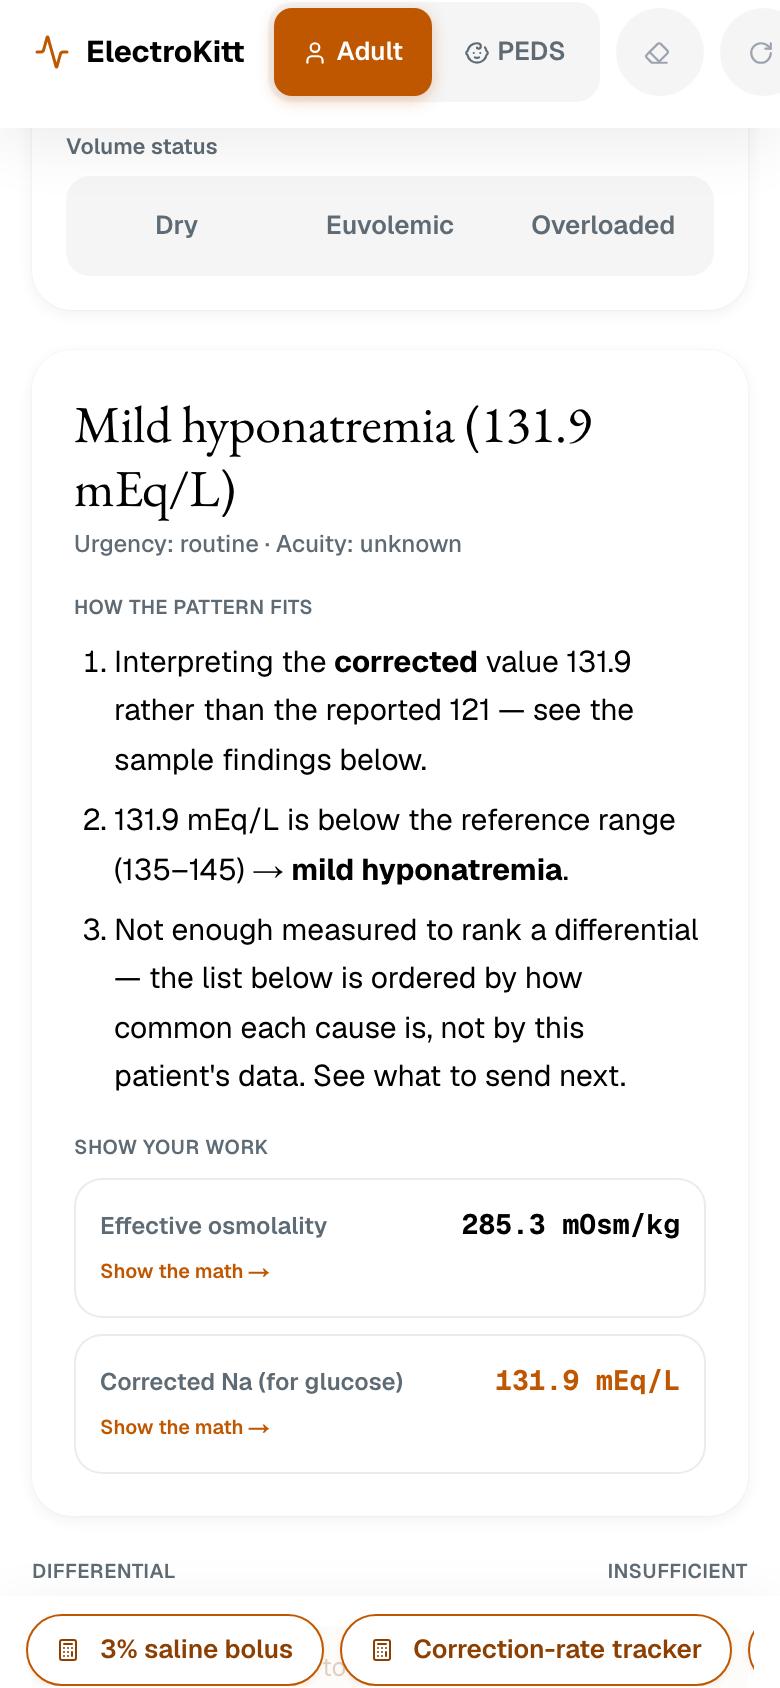 ElectroKitt
Adult
PEDS
Volume status
Dry
Euvolemic
Overloaded
Mild hyponatremia (131.9
mEq/L)
Urgency: routine · Acuity: unknown
HOW THE PATTERN FITS
1. Interpreting the corrected value 131.9
rather than the reported 121 — see the
sample findings below.
2. 131.9 mEq/L is below the reference range
(135–145) → mild hyponatremia.
3. Not enough measured to rank a differential
— the list below is ordered by how
common each cause is, not by this
patient's data. See what to send next.
SHOW YOUR WORK
Effective osmolality 285.3 mOsm/kg
Show the math →
Corrected Na (for glucose) 131.9 mEq/L
Show the math →
DIFFERENTIAL INSUFFICIENT
3% saline bolus
to
Correction-rate tracker